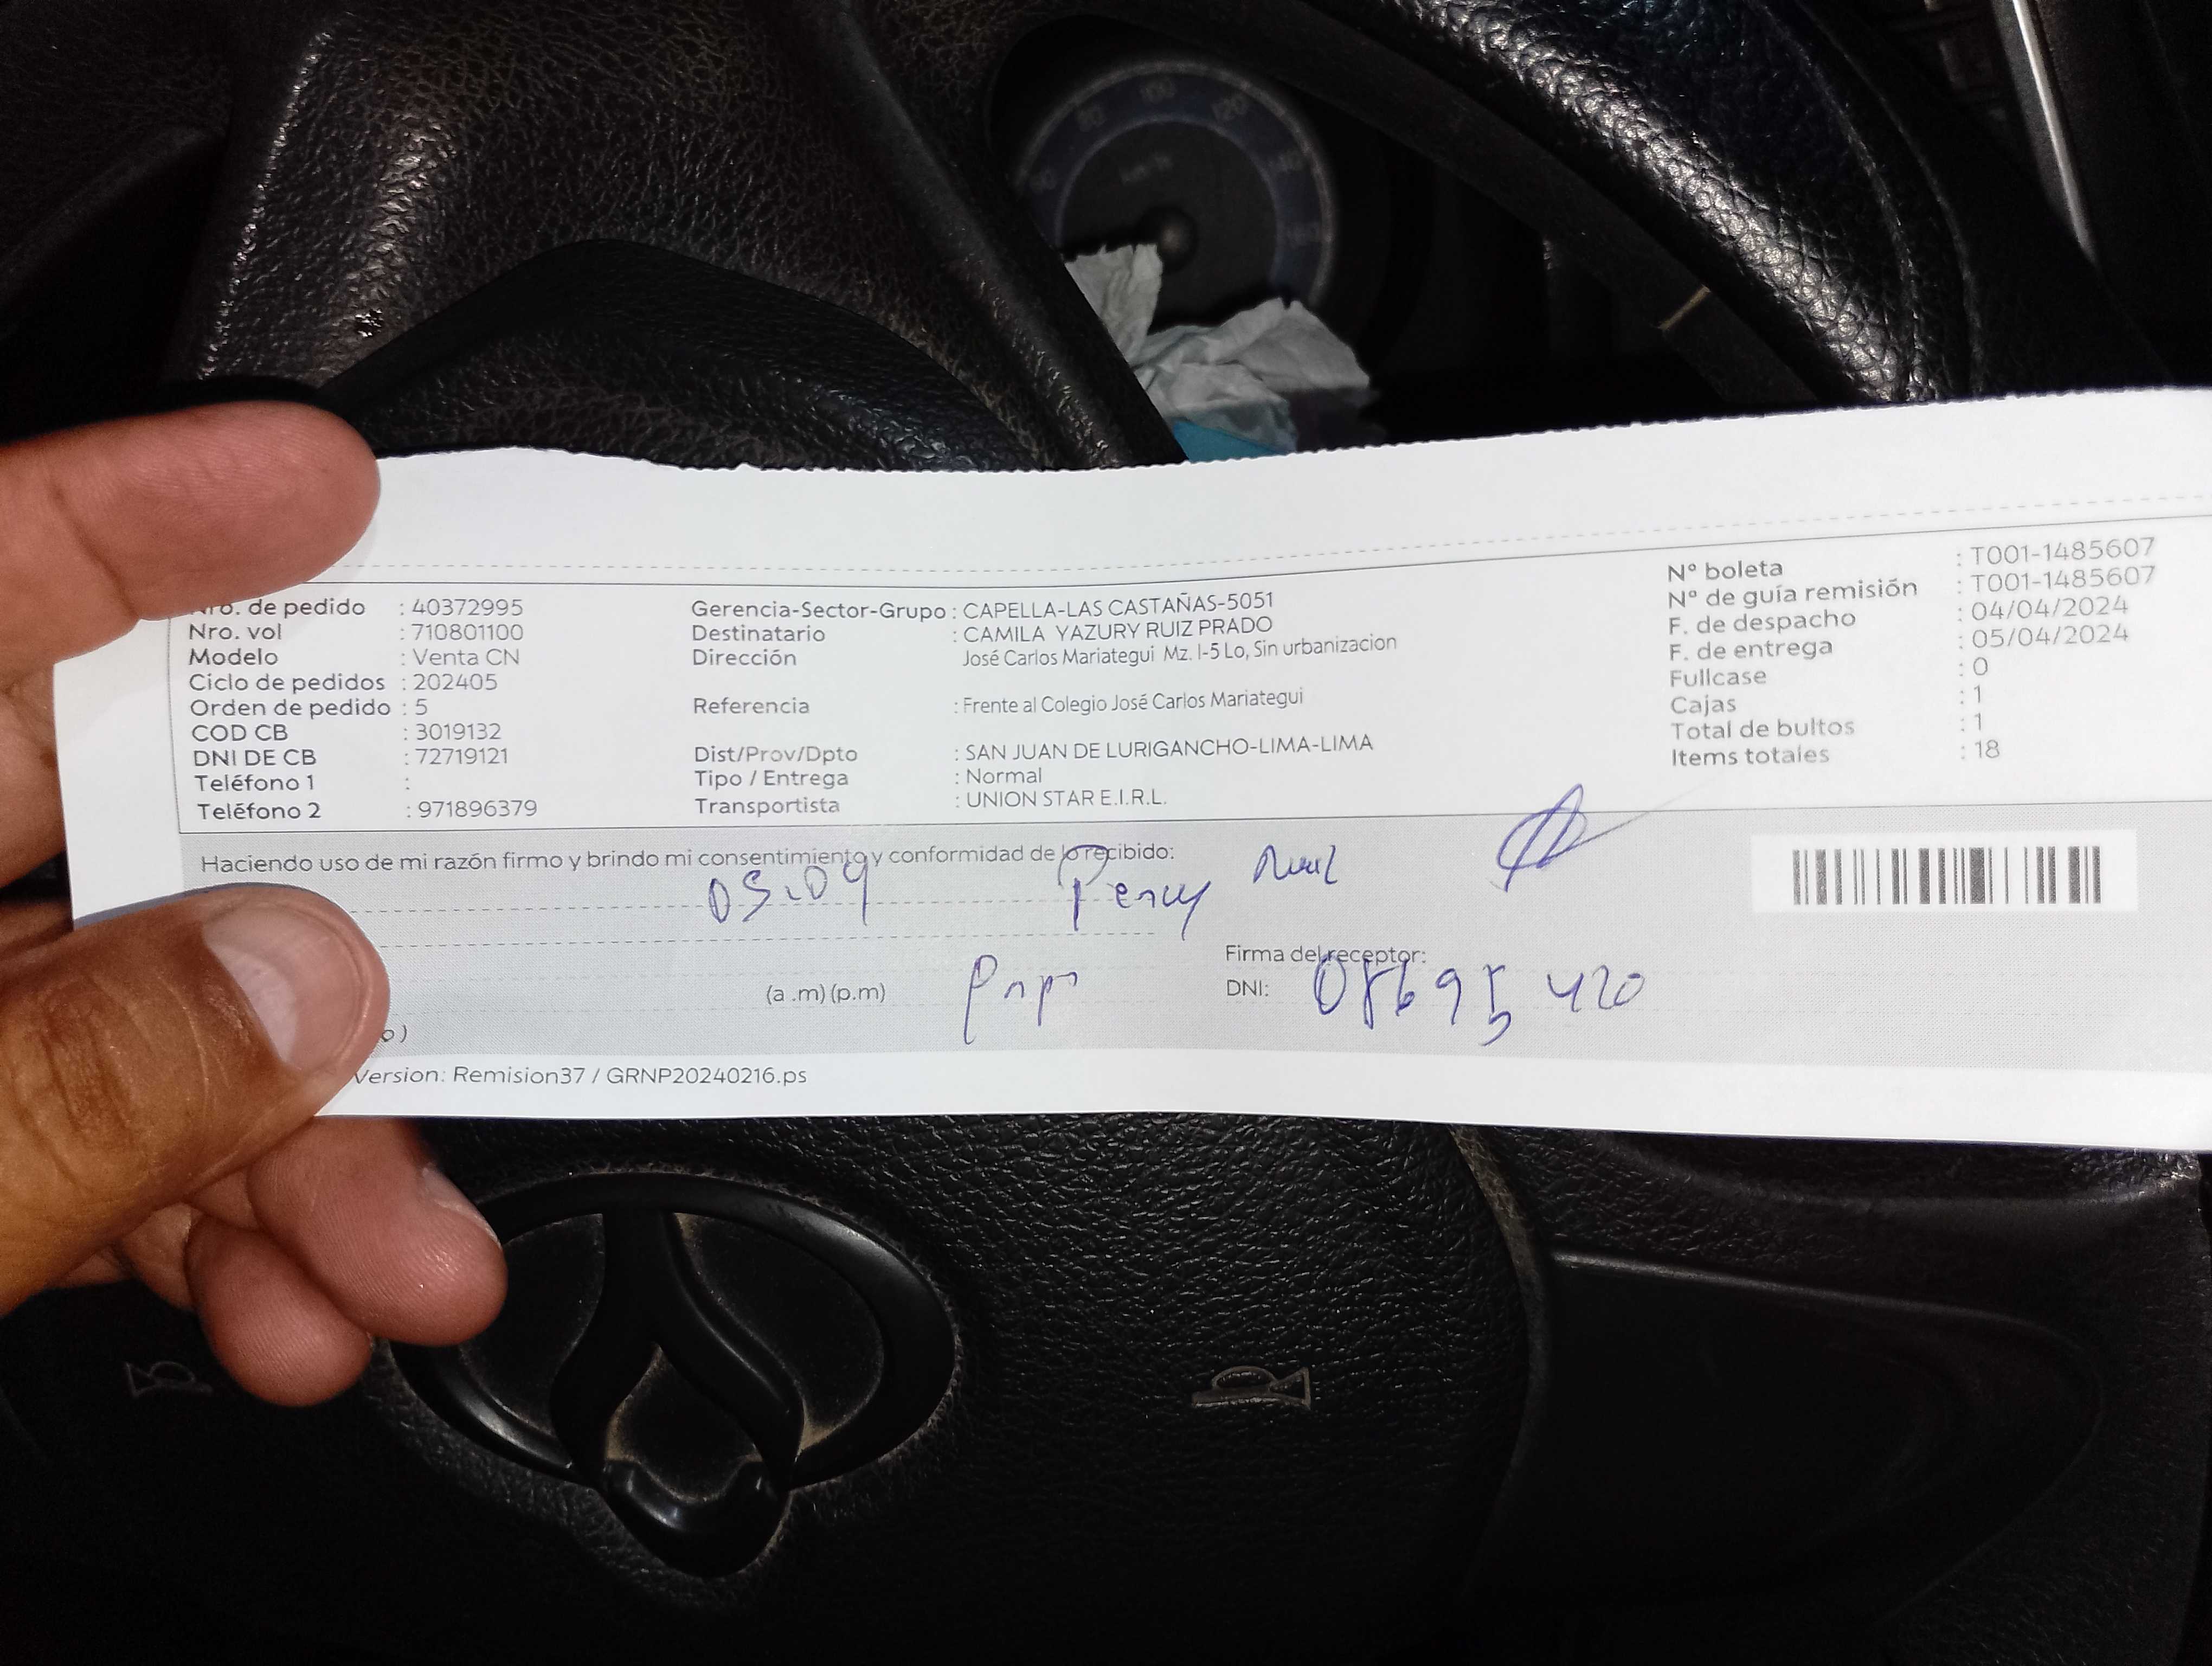 Nro. de pedido : 40372995
Nro. vol : 710801100
Modelo : Venta CN
Ciclo de pedidos : 202405
Orden de pedido : 5
COD CB : 3019132
DNI DE CB : 72719121
Teléfono 1 :
Teléfono 2 : 971896379
Gerencia-Sector-Grupo : CAPELLA-LAS CASTAÑAS-5051
Destinatario : CAMILA YAZURY RUIZ PRADO
Dirección José Carlos Mariategui Mz. I-5 Lo, Sin urbanizacion
Referencia : Frente al Colegio José Carlos Mariategui
Dist/Prov/Dpto : SAN JUAN DE LURIGANCHO-LIMA-LIMA
Tipo / Entrega : Normal
Transportista : UNION STAR E.I.R.L.
N° boleta : T001-1485607
N° de guía remisión : T001-1485607
F. de despacho : 04/04/2024
F. de entrega : 05/04/2024
Fullcase : 0
Cajas : 1
Total de bultos : 1
Items totales : 18
Haciendo uso de mi razón firmo y brindo mi consentimiento y conformidad de lo recibido:
05.04 Percy
Firma del receptor:
(a .m) (p.m) DNI: 08695420
o)
Version: Remision37 / GRNP20240216.ps